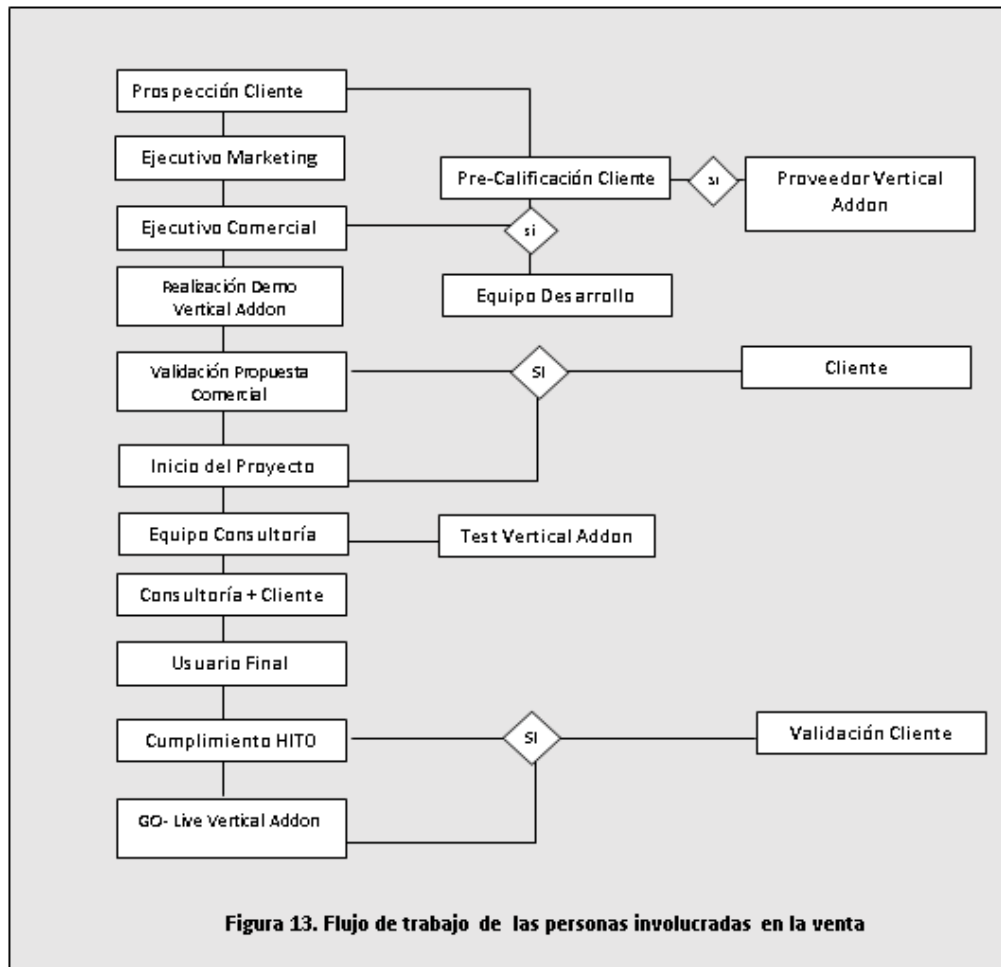 Prospección Cliente
Ejecutivo Marketing
Pre-Calificación Cliente
SI
Proveedor Vertical
Addon
Ejecutivo Comercial
si
Realización Demo
Vertical Addon
Equipo Desarrollo
Validación Propuesta
Comercial
SI
Cliente
Inicio del Proyecto
Equipo Consultoría
Test Vertical Addon
Consultoría + Cliente
Usuario Final
Cumplimiento HITO
SI
Validación Cliente
GO- Live Vertical Addon
Figura 13. Flujo de trabajo de las personas involucradas en la venta